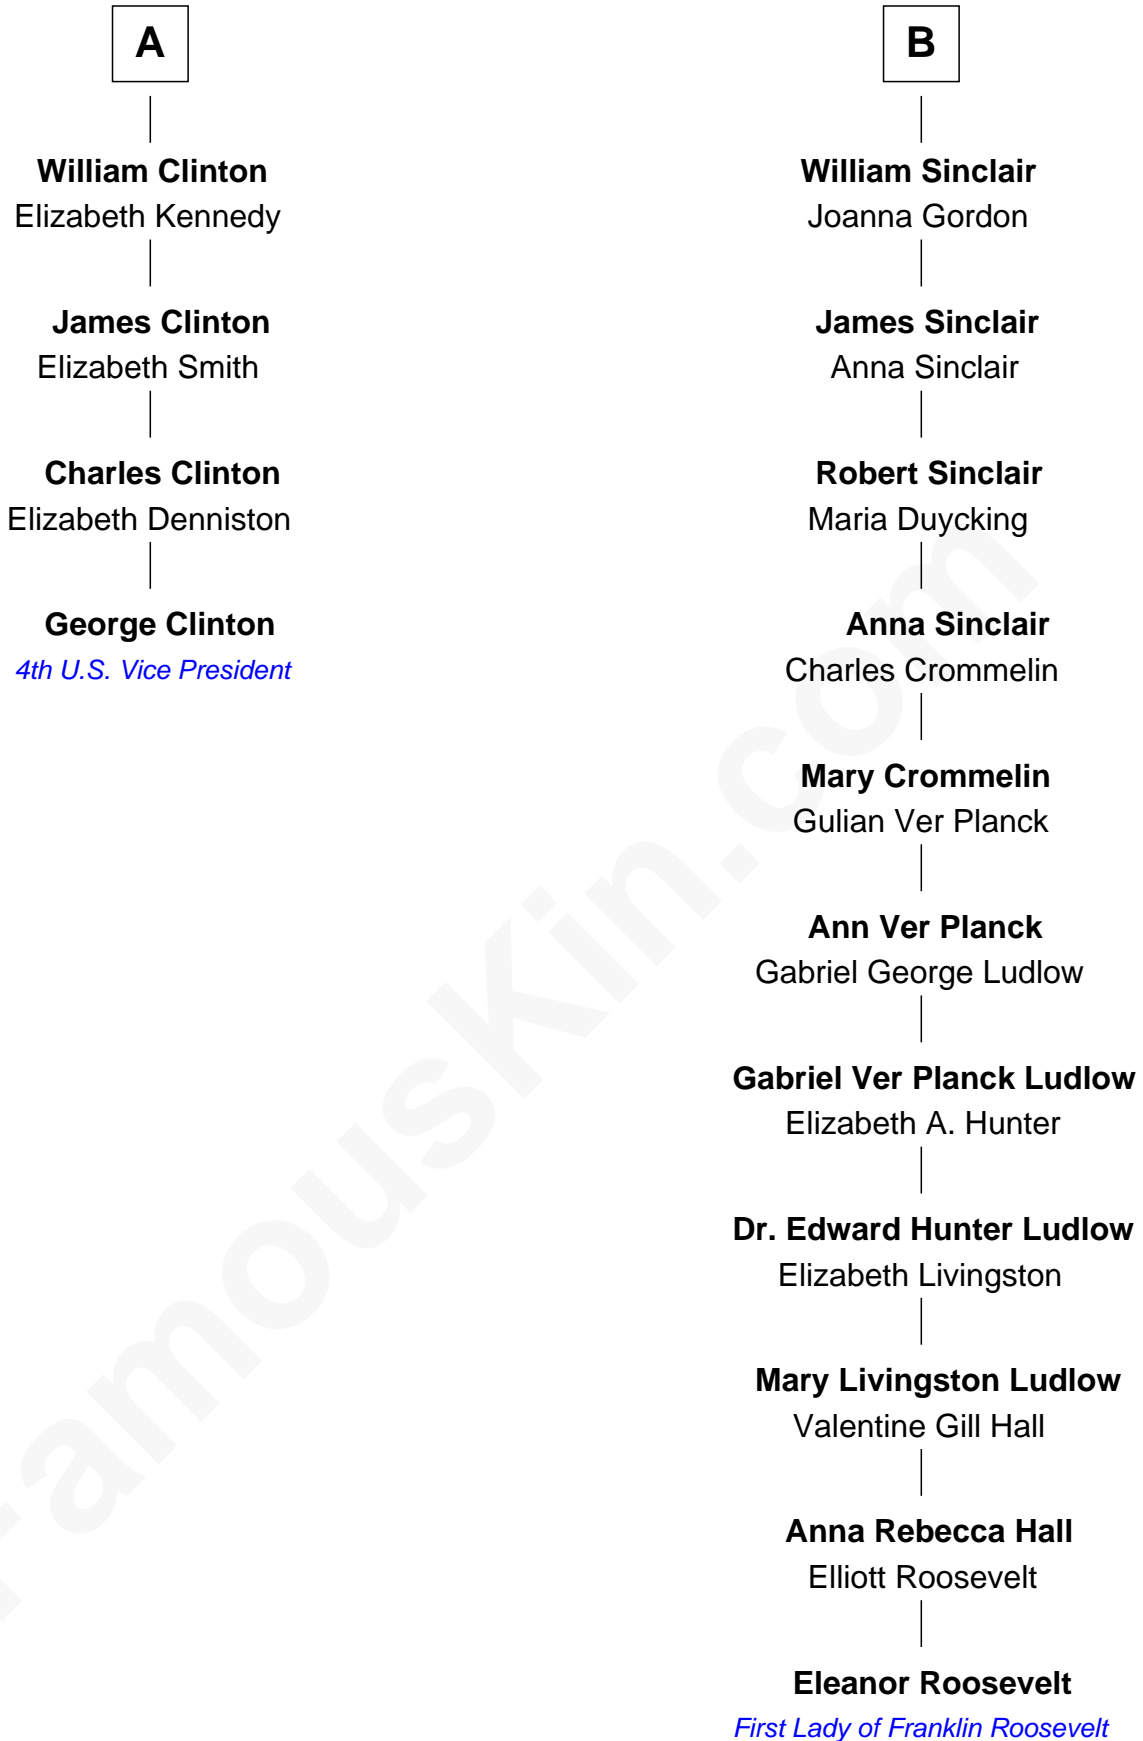 A
William Clinton
Elizabeth Kennedy
James Clinton
Elizabeth Smith
Charles Clinton
Elizabeth Denniston
George Clinton
4th U.S. Vice President
B
William Sinclair
Joanna Gordon
James Sinclair
Anna Sinclair
Robert Sinclair
Maria Duycking
Anna Sinclair
Charles Crommelin
Mary Crommelin
Gulian Ver Planck
Ann Ver Planck
Gabriel George Ludlow
Gabriel Ver Planck Ludlow
Elizabeth A. Hunter
Dr. Edward Hunter Ludlow
Elizabeth Livingston
Mary Livingston Ludlow
Valentine Gill Hall
Anna Rebecca Hall
Elliott Roosevelt
Eleanor Roosevelt
First Lady of Franklin Roosevelt
FamousKin.com